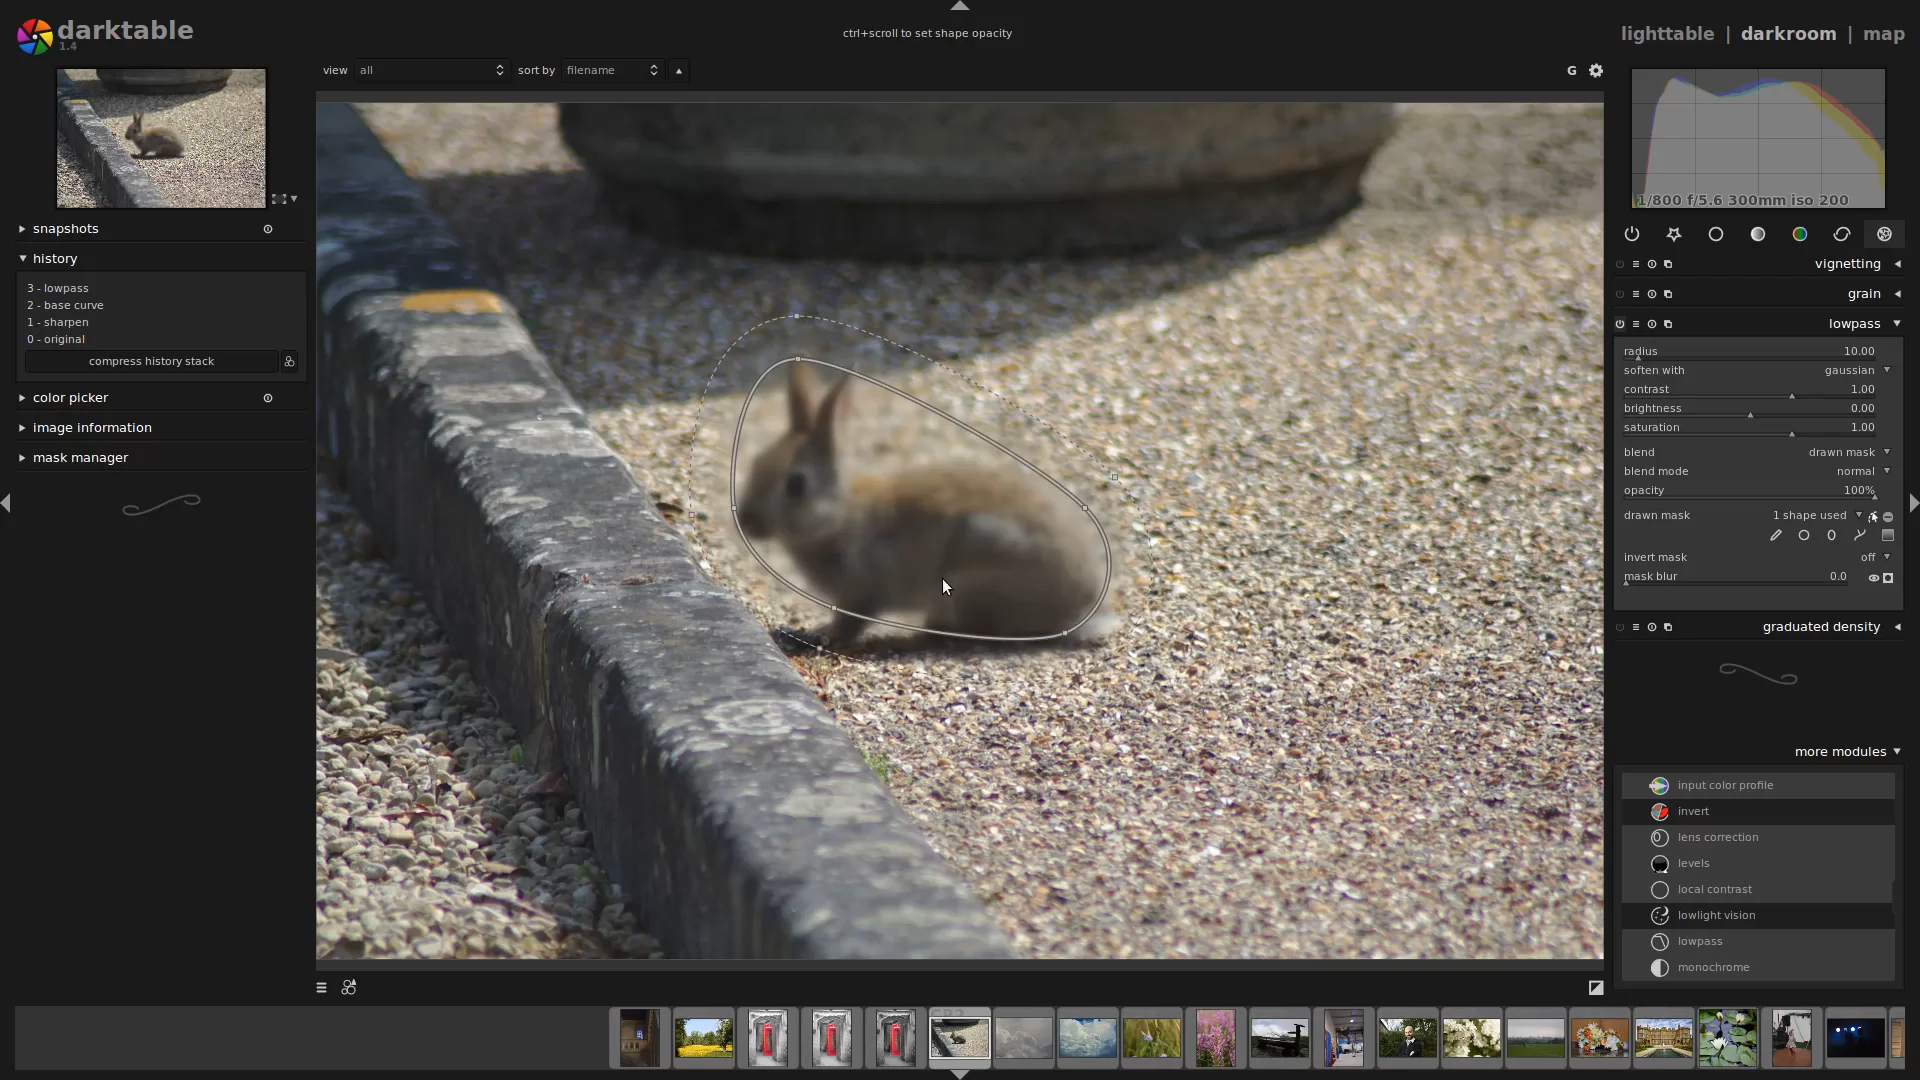 darktable
1.4
ctrl+scroll to set shape opacity
lighttable | darkroom | map
view all sort by filename
G
1/800 f/5.6 300mm iso 200
snapshots
history
3 - lowpass
2 - base curve
1 - sharpen
0 - original
compress history stack
color picker
image information
mask manager
vignetting
grain
lowpass
radius 10.00
soften with gaussian
contrast 1.00
brightness 0.00
saturation 1.00
blend drawn mask
blend mode normal
opacity 100%
drawn mask 1 shape used
invert mask off
mask blur 0.0
graduated density
more modules
input color profile
invert
lens correction
levels
local contrast
lowlight vision
lowpass
monochrome